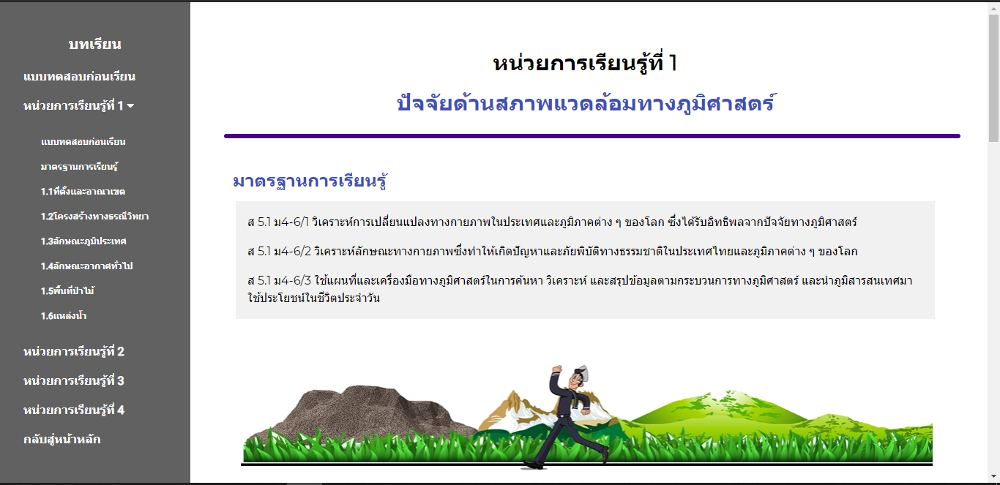 บทเรียน
แบบทดสอบก่อนเรียน
หน่วยการเรียนรู้ที่ 1
แบบทดสอบก่อนเรียน
มาตรฐานการเรียนรู้
1.1ที่ตั้งและอาณาเขต
1.2โครงสร้างทางธรณีวิทยา
1.3ลักษณะภูมิประเทศ
1.4ลักษณะอากาศทั่วไป
1.5พื้นที่ป่าไม้
1.6แหล่งน้ำ
หน่วยการเรียนรู้ที่ 2
หน่วยการเรียนรู้ที่ 3
หน่วยการเรียนรู้ที่ 4
กลับสู่หน้าหลัก
หน่วยการเรียนรู้ที่ 1
ปัจจัยด้านสภาพแวดล้อมทางภูมิศาสตร์
มาตรฐานการเรียนรู้
ส 5.1 ม4-6/1 วิเคราะห์การเปลี่ยนแปลงทางกายภาพในประเทศและภูมิภาคต่าง ๆ ของโลก ซึ่งได้รับอิทธิพลจากปัจจัยทางภูมิศาสตร์
ส 5.1 ม4-6/2 วิเคราะห์ลักษณะทางกายภาพซึ่งทำให้เกิดปัญหาและภัยพิบัติทางธรรมชาติในประเทศไทยและภูมิภาคต่าง ๆ ของโลก
ส 5.1 ม4-6/3 ใช้แผนที่และเครื่องมือทางภูมิศาสตร์ในการค้นหา วิเคราะห์ และสรุปข้อมูลตามกระบวนการทางภูมิศาสตร์ และนำภูมิสารสนเทศมา
ใช้ประโยชน์ในชีวิตประจำวัน